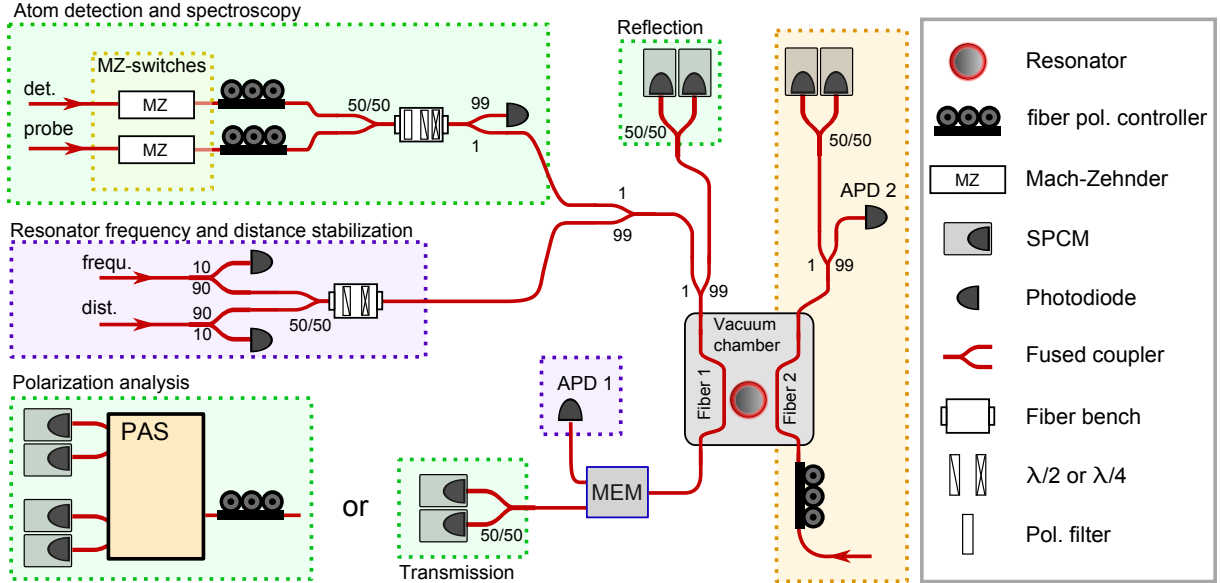 Atom detection and spectroscopy
MZ-switches
det.
MZ
probe
MZ
50/50
99
1
Resonator frequency and distance stabilization
frequ.
10
90
dist.
90
10
50/50
1
99
Reflection
50/50
1
99
50/50
APD 2
1
99
Vacuum
chamber
Fiber 1
Fiber 2
Polarization analysis
PAS
or
APD 1
MEM
50/50
Transmission
Resonator
fiber pol. controller
MZ
Mach-Zehnder
SPCM
Photodiode
Fused coupler
Fiber bench
λ/2 or λ/4
Pol. filter